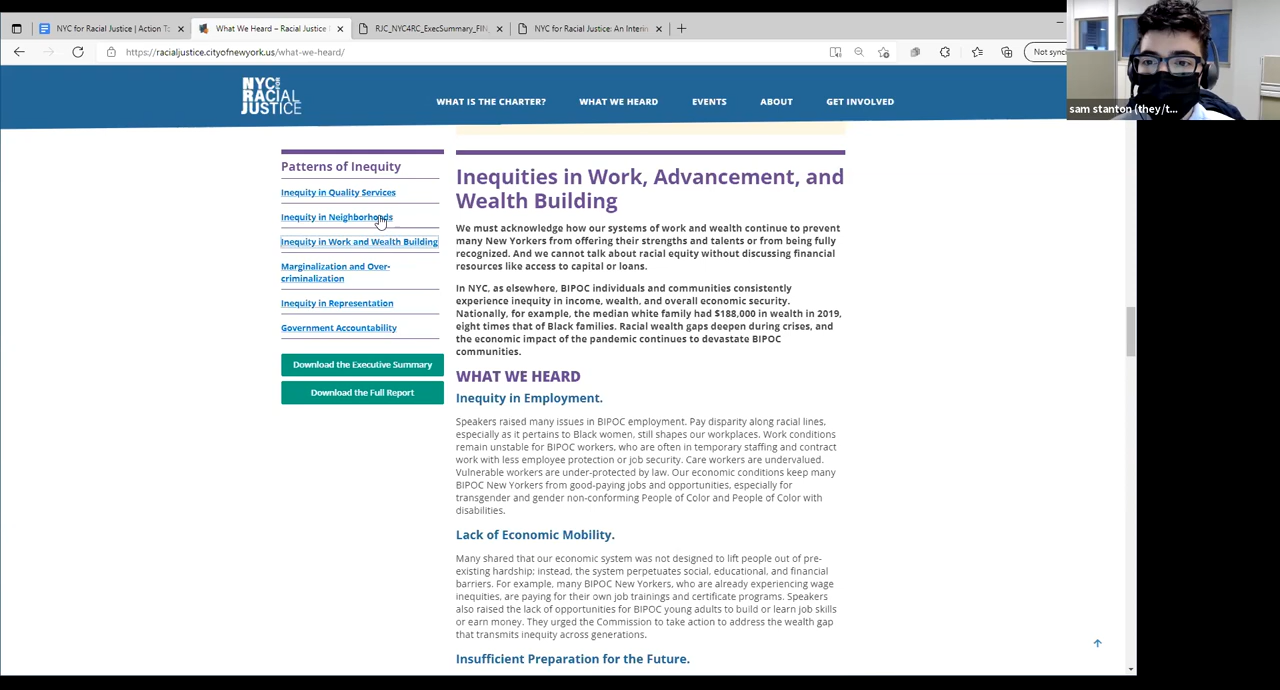 NYC for Racial Justice | Action To
What We Heard – Racial Justice
RJC_NYC4RC_ExecSummary_FIN
NYC for Racial Justice: An Interin
https://racialjustice.cityofnewyork.us/what-we-heard/
Not sync
sam stanton (they/t...
NYC FOR RACIAL JUSTICE
WHAT IS THE CHARTER?
WHAT WE HEARD
EVENTS
ABOUT
GET INVOLVED
Patterns of Inequity
Inequity in Quality Services
Inequity in Neighborhoods
Inequity in Work and Wealth Building
Marginalization and Over-
criminalization
Inequity in Representation
Government Accountability
Download the Executive Summary
Download the Full Report
Inequities in Work, Advancement, and
Wealth Building
We must acknowledge how our systems of work and wealth continue to prevent
many New Yorkers from offering their strengths and talents or from being fully
recognized. And we cannot talk about racial equity without discussing financial
resources like access to capital or loans.
In NYC, as elsewhere, BIPOC individuals and communities consistently
experience inequity in income, wealth, and overall economic security.
Nationally, for example, the median white family had $188,000 in wealth in 2019,
eight times that of Black families. Racial wealth gaps deepen during crises, and
the economic impact of the pandemic continues to devastate BIPOC
communities.
WHAT WE HEARD
Inequity in Employment.
Speakers raised many issues in BIPOC employment. Pay disparity along racial lines,
especially as it pertains to Black women, still shapes our workplaces. Work conditions
remain unstable for BIPOC workers, who are often in temporary staffing and contract
work with less employee protection or job security. Care workers are undervalued.
Vulnerable workers are under-protected by law. Our economic conditions keep many
BIPOC New Yorkers from good-paying jobs and opportunities, especially for
transgender and gender non-conforming People of Color and People of Color with
disabilities.
Lack of Economic Mobility.
Many shared that our economic system was not designed to lift people out of pre-
existing hardship; instead, the system perpetuates social, educational, and financial
barriers. For example, many BIPOC New Yorkers, who are already experiencing wage
inequities, are paying for their own job trainings and certificate programs. Speakers
also raised the lack of opportunities for BIPOC young adults to build or learn job skills
or earn money. They urged the Commission to take action to address the wealth gap
that transmits inequity across generations.
Insufficient Preparation for the Future.